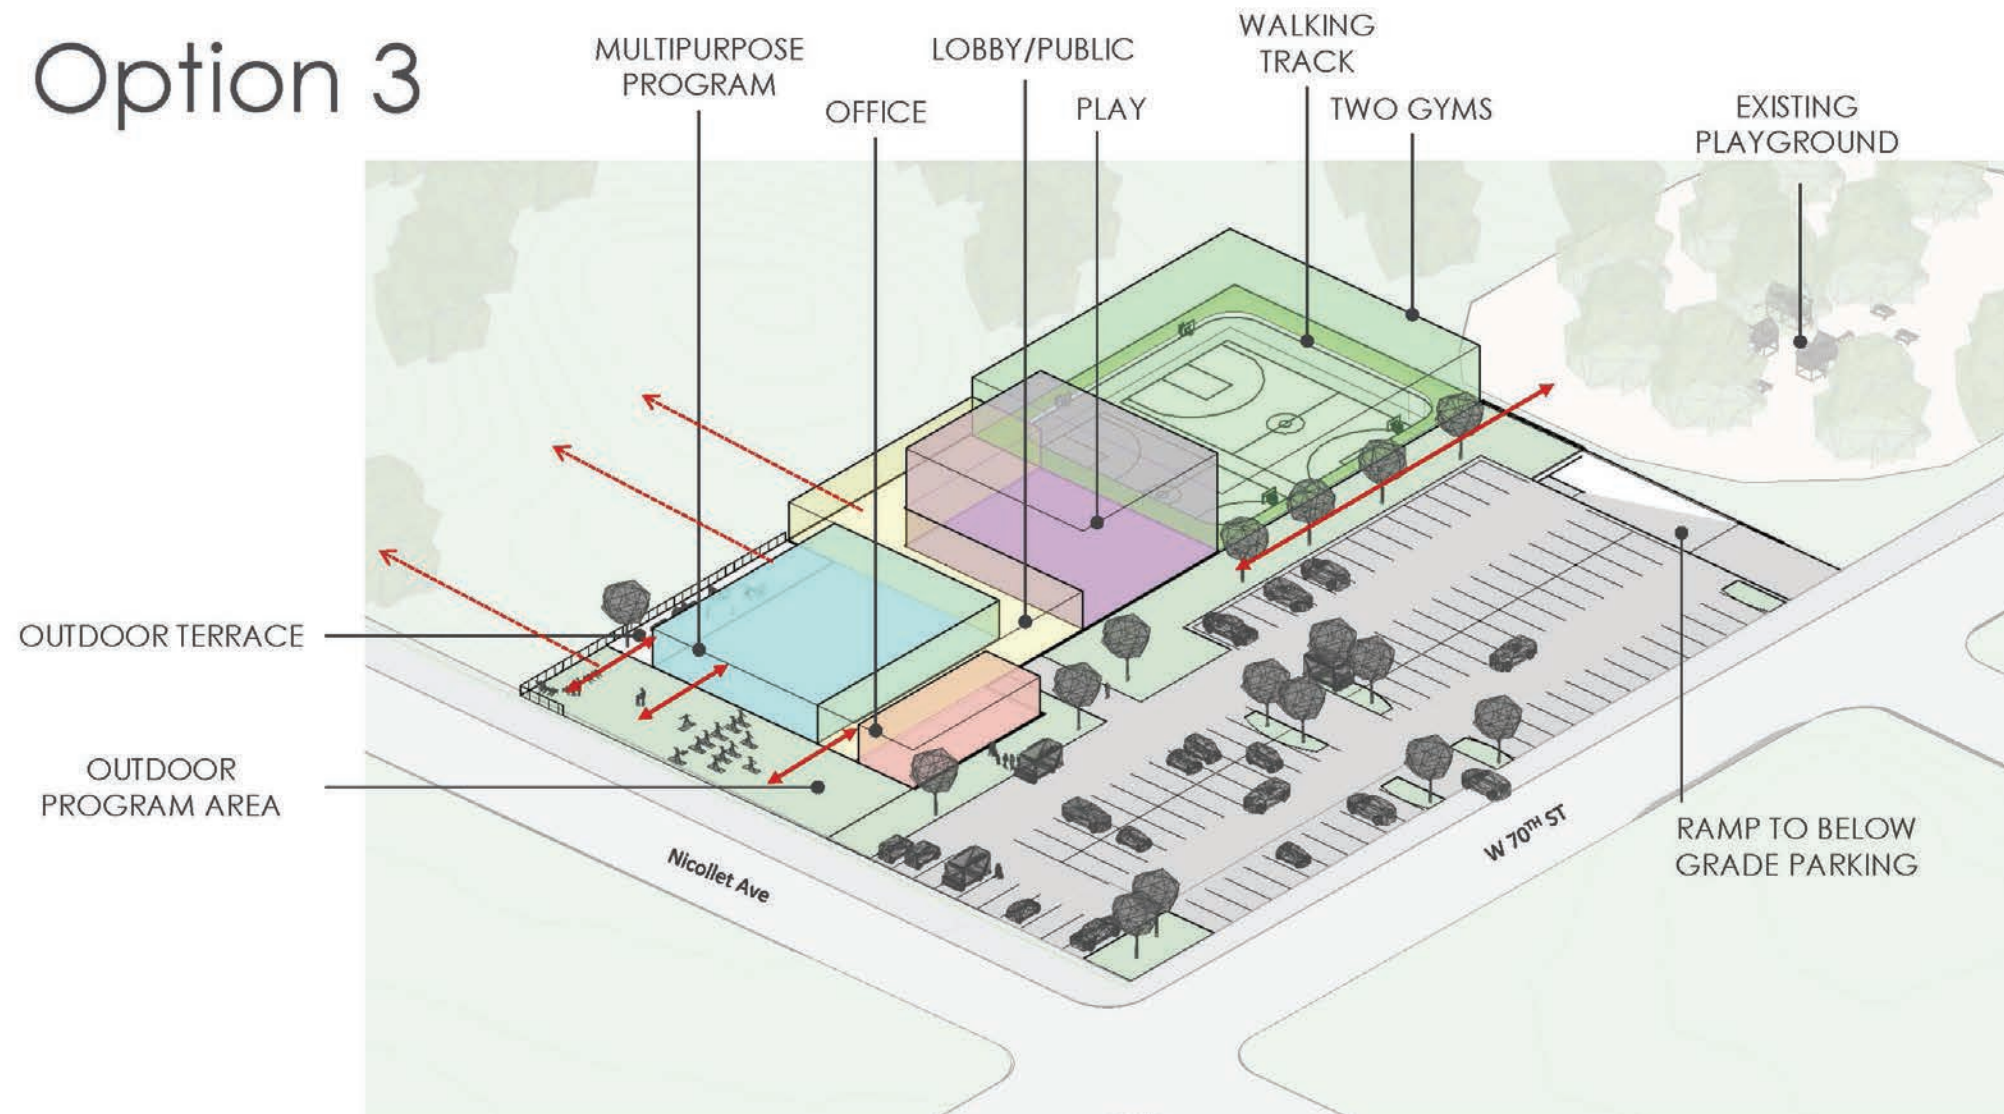 Option 3
MULTIPURPOSE
PROGRAM
OFFICE
LOBBY/PUBLIC
PLAY
WALKING
TRACK
TWO GYMS
EXISTING
PLAYGROUND
OUTDOOR TERRACE
OUTDOOR
PROGRAM AREA
Nicollet Ave
W 70TH ST
RAMP TO BELOW
GRADE PARKING